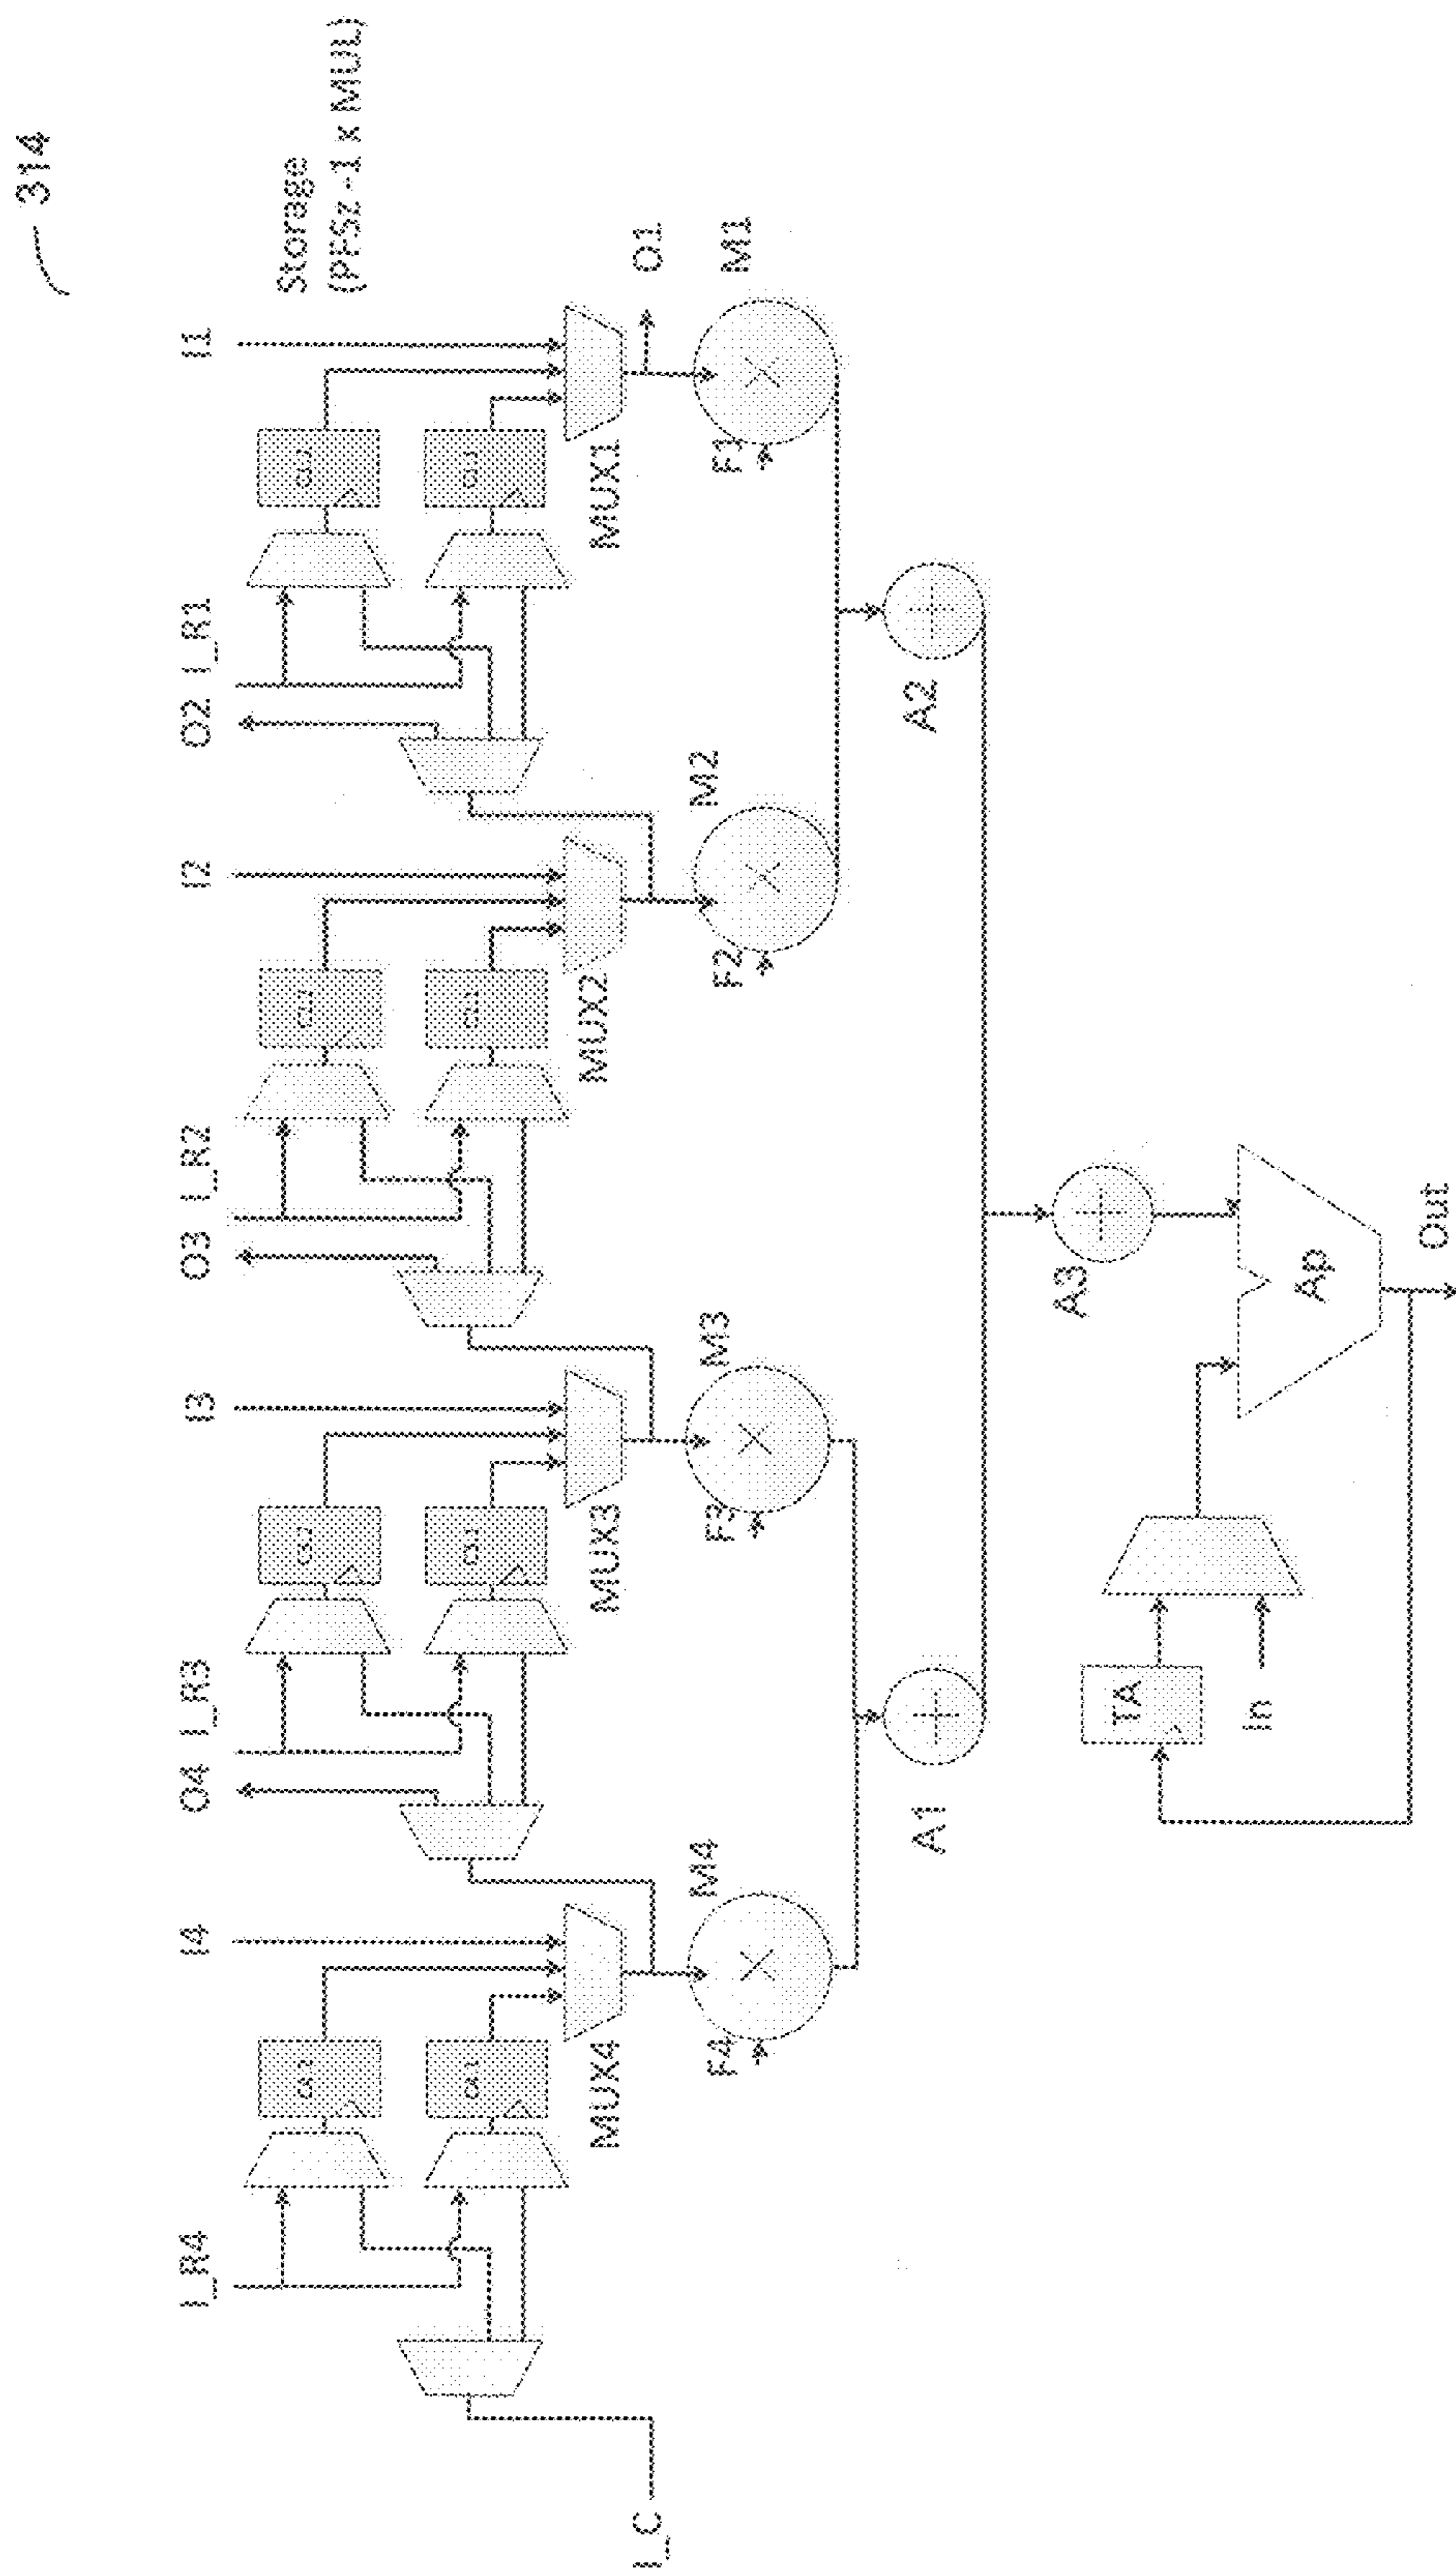 314
I_R4
I4
O4
I_R3
I3
O3
I_R2
I2
O2
I_R1
I1
Storage
(PFSz -1 x MUL)
MUX4
MUX3
MUX2
MUX1
I_C
O1
F4
M4
F3
M3
F2
M2
F1
M1
A1
A2
A3
TA
In
Ap
Out